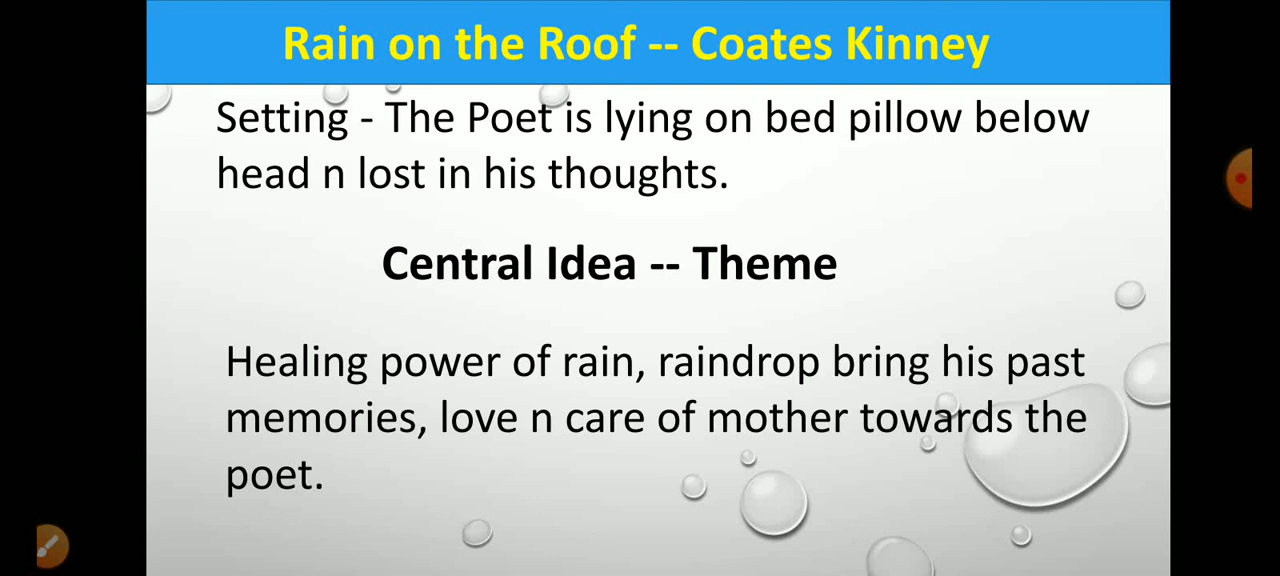 Rain on the Roof -- Coates Kinney
Setting - The Poet is lying on bed pillow below
head n lost in his thoughts.
Central Idea -- Theme
Healing power of rain, raindrop bring his past
memories, love n care of mother towards the
poet.